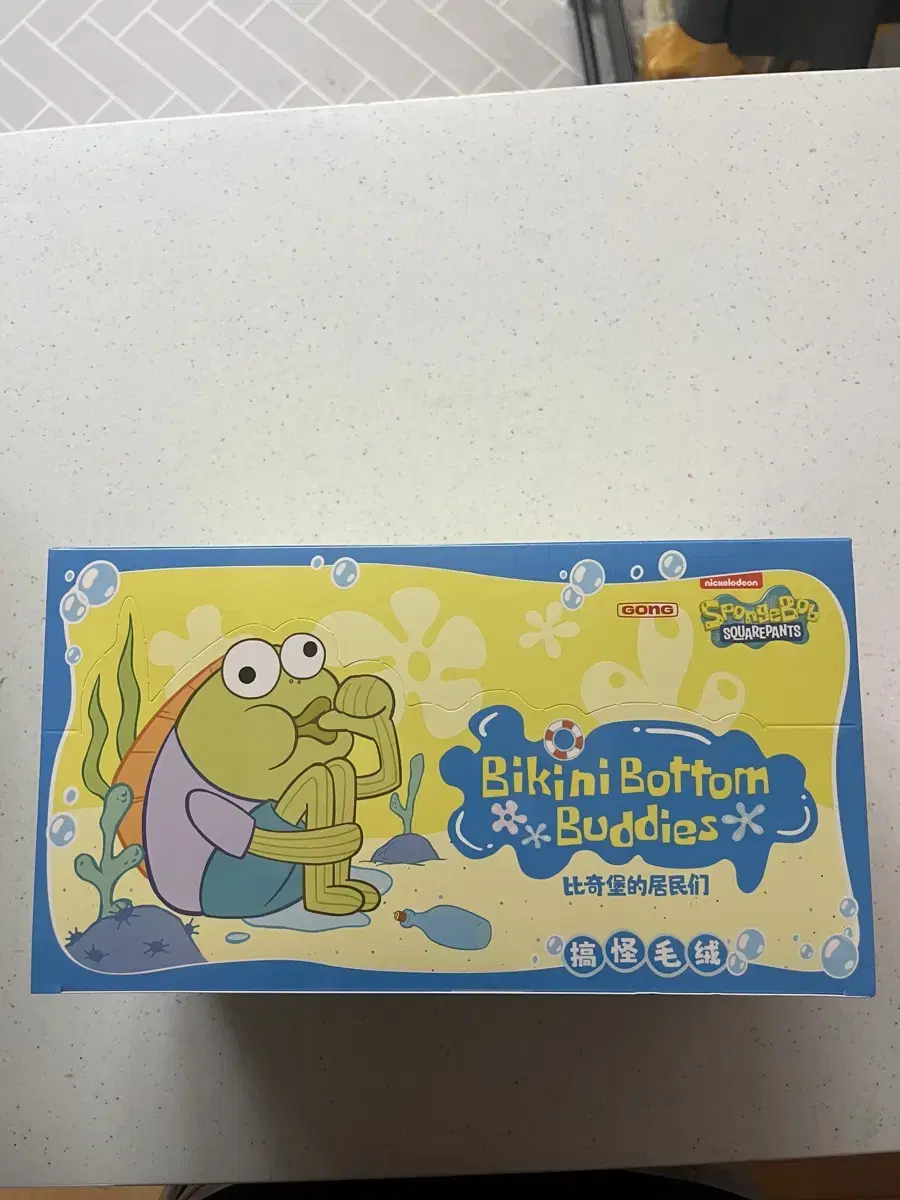 nickelodeon
GONG
SpongeBob
SQUAREPANTS
Bikini Bottom
Buddies
比奇堡的居民们
搞怪毛绒